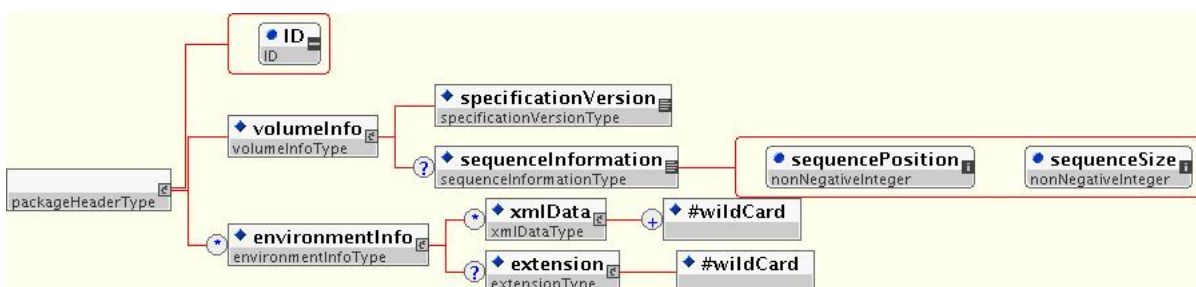 ID
ID
specificationVersion
specificationVersionType
volumeInfo
volumeInfoType
? sequenceInformation
sequenceInformationType
sequencePosition
nonNegativeInteger
sequenceSize
nonNegativeInteger
packageHeaderType
* environmentInfo
environmentInfoType
* xmlData
xmlDataType
+ #wildCard
? extension
extensionType
#wildCard